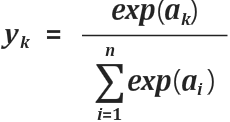 y_k = exp(a_k) / ∑_{i=1}^{n} exp(a_i)